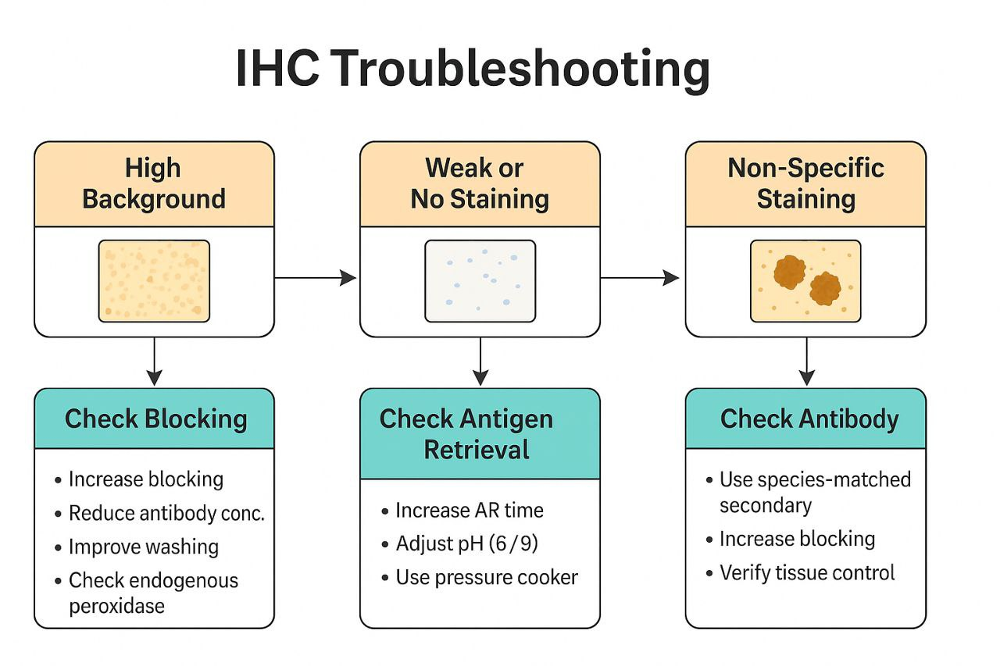 IHC Troubleshooting
High
Background
Weak or
No Staining
Non-Specific
Staining
Check Blocking
• Increase blocking
• Reduce antibody conc.
• Improve washing
• Check endogenous
peroxidase
Check Antigen
Retrieval
• Increase AR time
• Adjust pH (6/9)
• Use pressure cooker
Check Antibody
• Use species-matched
secondary
• Increase blocking
• Verify tissue control